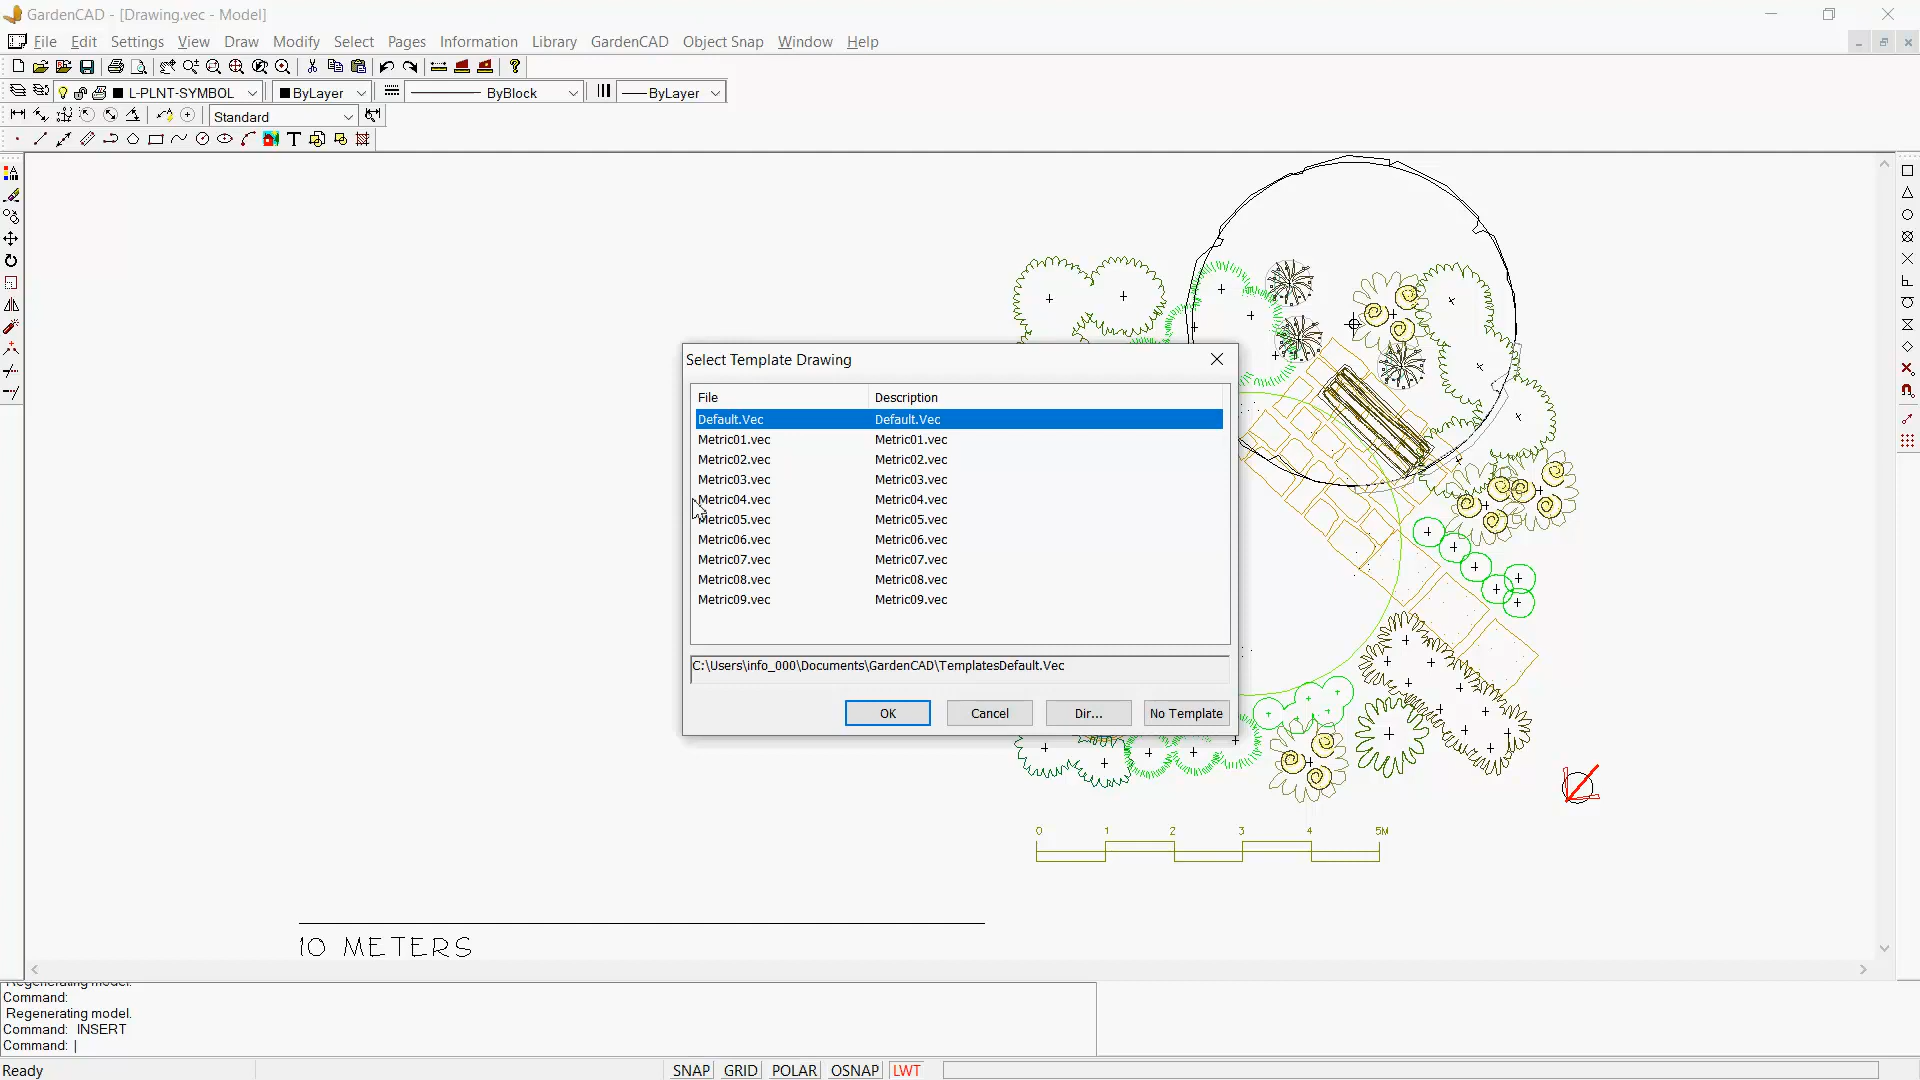 GardenCAD - [Drawing.vec - Model]
File Edit Settings View Draw Modify Select Pages Information Library GardenCAD Object Snap Window Help
L-PLNT-SYMBOL ByLayer ByBlock ByLayer
Standard
Select Template Drawing
File Description
Default.Vec Default.Vec
Metric01.vec Metric01.vec
Metric02.vec Metric02.vec
Metric03.vec Metric03.vec
Metric04.vec Metric04.vec
Metric05.vec Metric05.vec
Metric06.vec Metric06.vec
Metric07.vec Metric07.vec
Metric08.vec Metric08.vec
Metric09.vec Metric09.vec
C:\Users\info_000\Documents\GardenCAD\TemplatesDefault.Vec
OK Cancel Dir... No Template
0 1 2 3 4 5M
10 METERS
Regenerating model.
Command:
Regenerating model.
Command: INSERT
Command:
Ready SNAP GRID POLAR OSNAP LWT